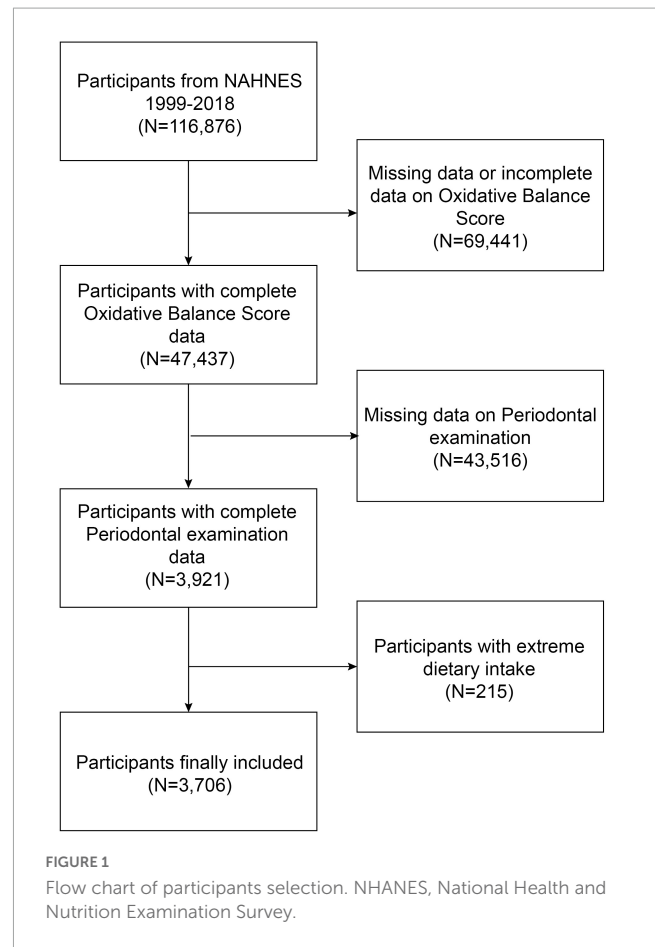 Participants from NAHNES
1999-2018
(N=116,876)
Missing data or incomplete
data on Oxidative Balance
Score
(N=69,441)
Participants with complete
Oxidative Balance Score
data
(N=47,437)
Missing data on Periodontal
examination
(N=43,516)
Participants with complete
Periodontal examination
data
(N=3,921)
Participants with extreme
dietary intake
(N=215)
Participants finally included
(N=3,706)
FIGURE 1
Flow chart of participants selection. NHANES, National Health and
Nutrition Examination Survey.